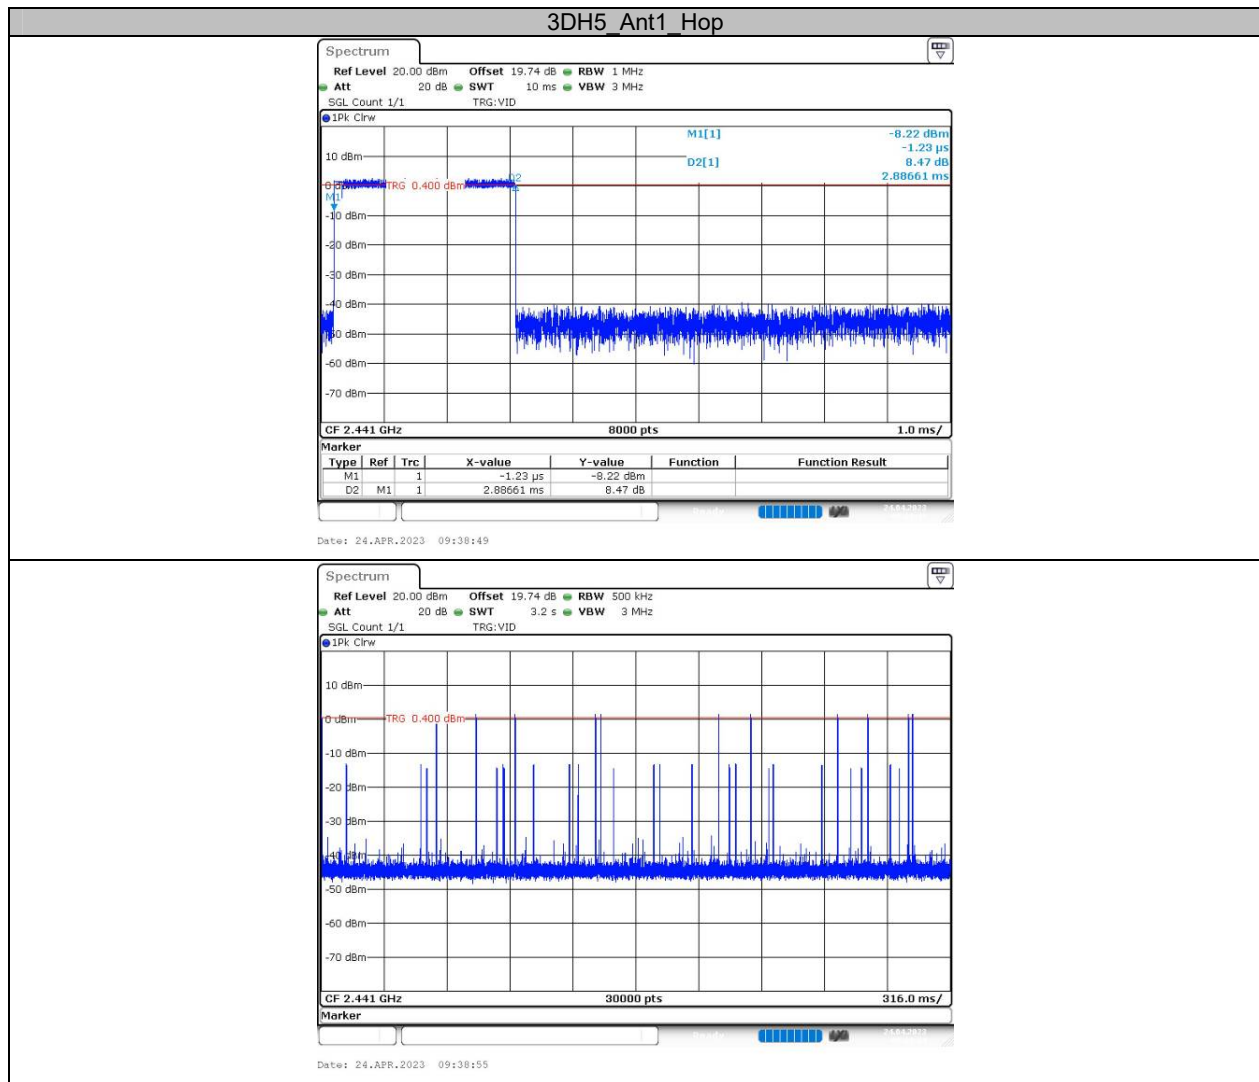 3DH5_Ant1_Hop
Spectrum
Ref Level 20.00 dBm Offset 19.74 dB RBW 1 MHz
Att 20 dB SWT 10 ms VBW 3 MHz
SGL Count 1/1 TRG:VID
1Pk Clrw
M1[1] -8.22 dBm
-1.23 µs
10 dBm D2[1] 8.47 dB
2.88661 ms
D2
0 dBm TRG 0.400 dBm
M1
-10 dBm
-20 dBm
-30 dBm
-40 dBm
-50 dBm
-60 dBm
-70 dBm
CF 2.441 GHz 8000 pts 1.0 ms/
Marker
Type Ref Trc X-value Y-value Function Function Result
M1 1 -1.23 µs -8.22 dBm
D2 M1 1 2.88661 ms 8.47 dB
Date: 24.APR.2023 09:38:49
Spectrum
Ref Level 20.00 dBm Offset 19.74 dB RBW 500 kHz
Att 20 dB SWT 3.2 s VBW 3 MHz
SGL Count 1/1 TRG:VID
1Pk Clrw
10 dBm
0 dBm TRG 0.400 dBm
-10 dBm
-20 dBm
-30 dBm
-40 dBm
-50 dBm
-60 dBm
-70 dBm
CF 2.441 GHz 30000 pts 316.0 ms/
Marker
Date: 24.APR.2023 09:38:55